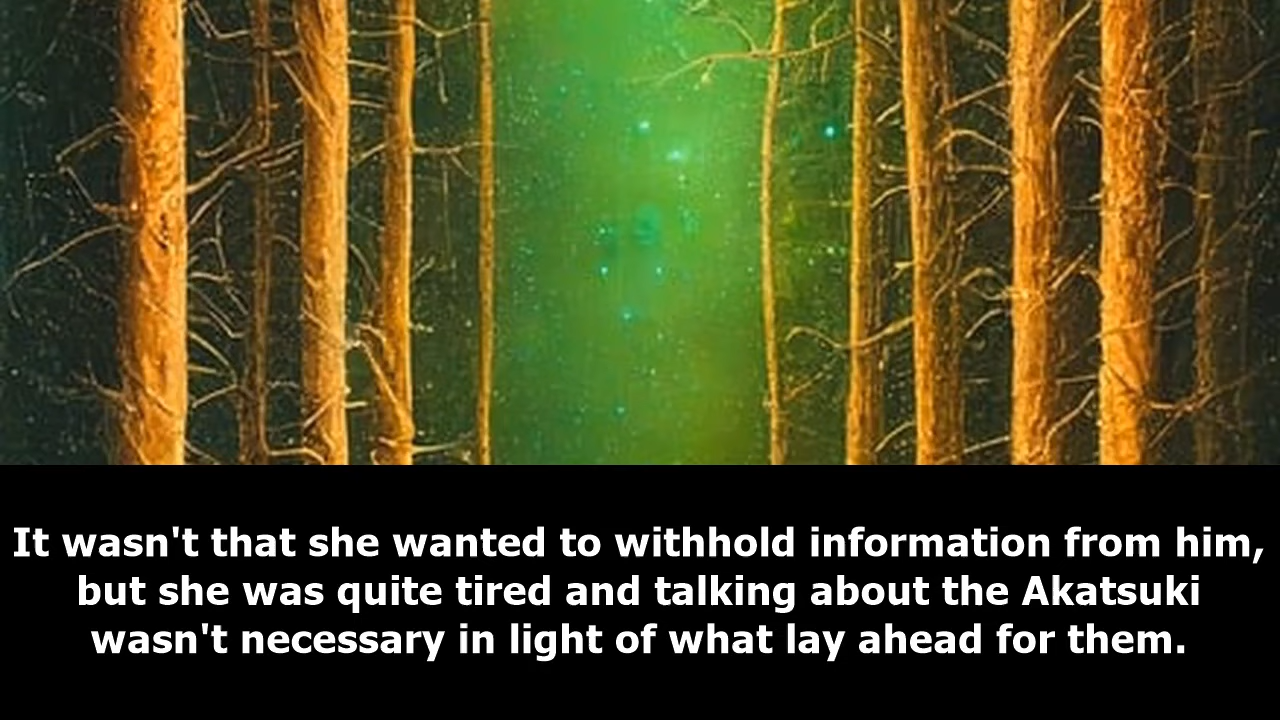 It wasn't that she wanted to withhold information from him,
but she was quite tired and talking about the Akatsuki
wasn't necessary in light of what lay ahead for them.